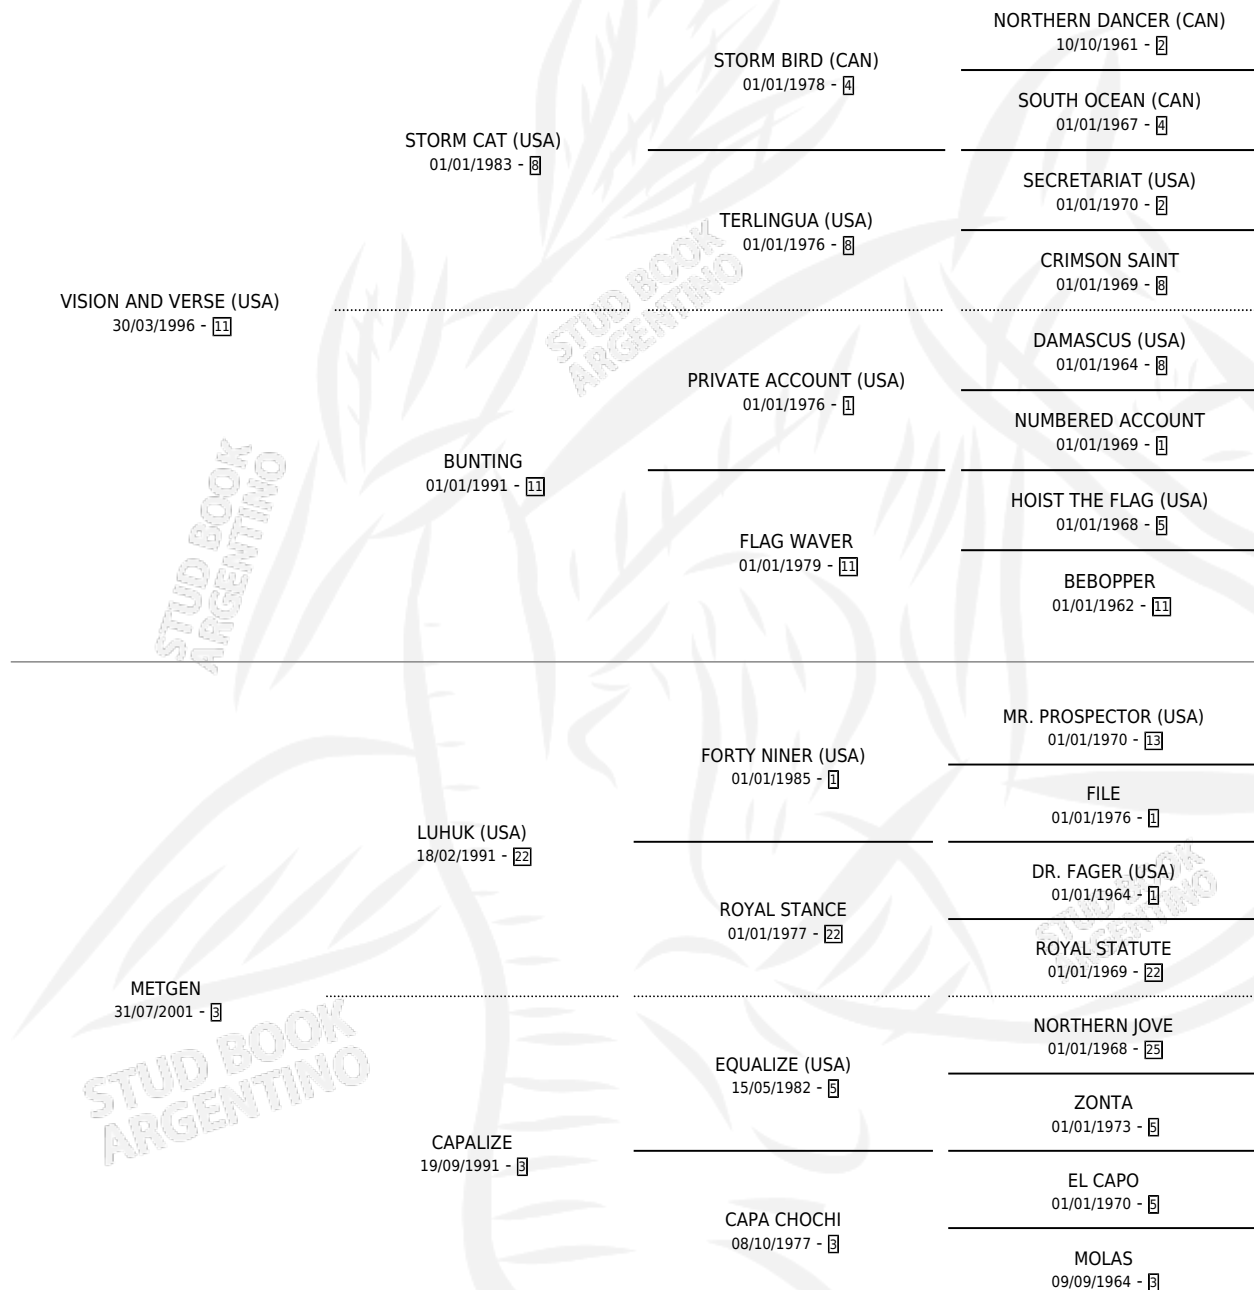 NORTHERN DANCER (CAN)
10/10/1961 - 2
STORM BIRD (CAN)
01/01/1978 - 4
SOUTH OCEAN (CAN)
01/01/1967 - 4
STORM CAT (USA)
01/01/1983 - 8
SECRETARIAT (USA)
01/01/1970 - 2
TERLINGUA (USA)
01/01/1976 - 8
CRIMSON SAINT
01/01/1969 - 8
VISION AND VERSE (USA)
30/03/1996 - 11
DAMASCUS (USA)
01/01/1964 - 8
PRIVATE ACCOUNT (USA)
01/01/1976 - 1
NUMBERED ACCOUNT
01/01/1969 - 1
BUNTING
01/01/1991 - 11
HOIST THE FLAG (USA)
01/01/1968 - 5
FLAG WAVER
01/01/1979 - 11
BEBOPPER
01/01/1962 - 11
MR. PROSPECTOR (USA)
01/01/1970 - 13
FORTY NINER (USA)
01/01/1985 - 1
FILE
01/01/1976 - 1
LUHUK (USA)
18/02/1991 - 22
DR. FAGER (USA)
01/01/1964 - 1
ROYAL STANCE
01/01/1977 - 22
ROYAL STATUTE
01/01/1969 - 22
METGEN
31/07/2001 - 3
NORTHERN JOVE
01/01/1968 - 25
EQUALIZE (USA)
15/05/1982 - 5
ZONTA
01/01/1973 - 5
CAPALIZE
19/09/1991 - 3
EL CAPO
01/01/1970 - 5
CAPA CHOCHI
08/10/1977 - 3
MOLAS
09/09/1964 - 3
STUD BOOK
ARGENTINO
STUD BOOK
ARGENTINO
STUD BOOK
ARGENTINO
STUD BOOK
ARGENTINO